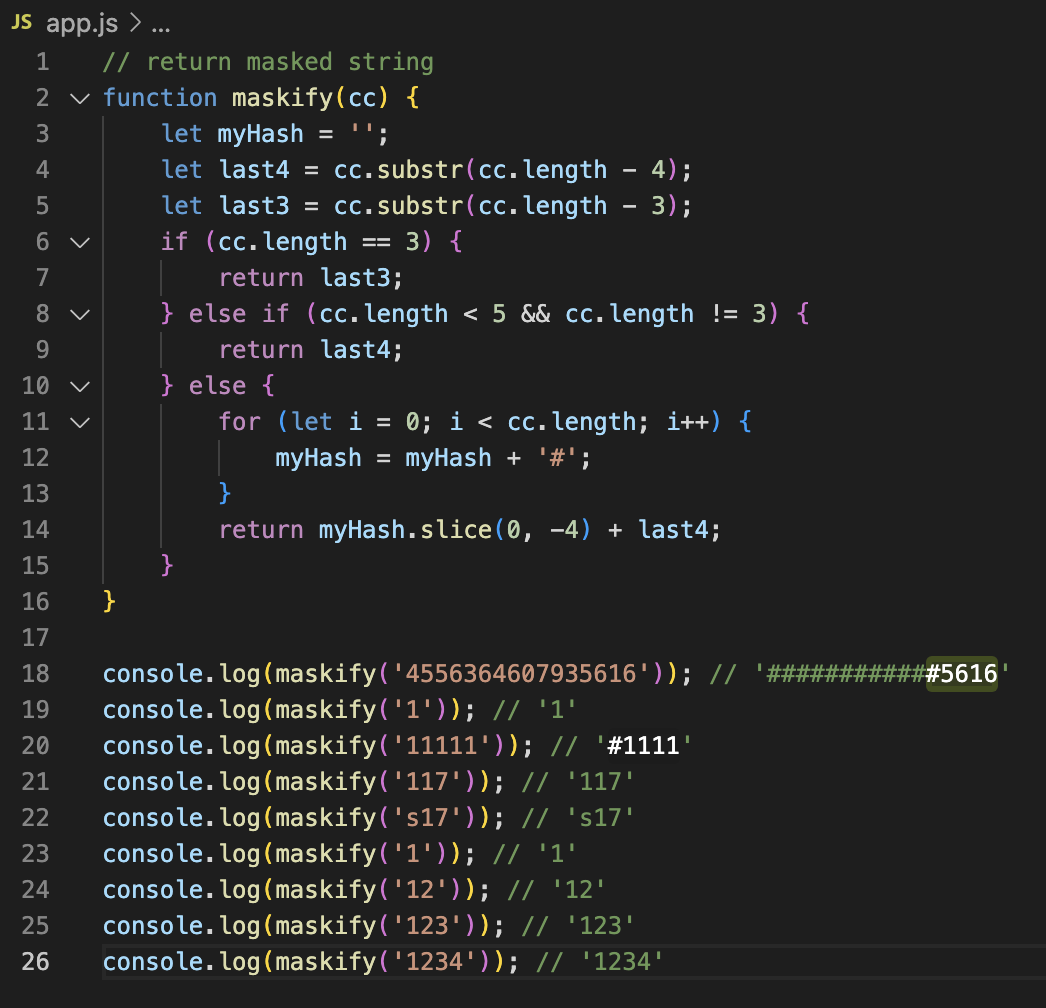 JS app.js > ...
1 // return masked string
2 function maskify(cc) {
3     let myHash = '';
4     let last4 = cc.substr(cc.length - 4);
5     let last3 = cc.substr(cc.length - 3);
6     if (cc.length == 3) {
7         return last3;
8     } else if (cc.length < 5 && cc.length != 3) {
9         return last4;
10     } else {
11         for (let i = 0; i < cc.length; i++) {
12             myHash = myHash + '#';
13         }
14         return myHash.slice(0, -4) + last4;
15     }
16 }
17
18 console.log(maskify('4556364607935616')); // '############5616'
19 console.log(maskify('1')); // '1'
20 console.log(maskify('11111')); // '#1111'
21 console.log(maskify('117')); // '117'
22 console.log(maskify('s17')); // 's17'
23 console.log(maskify('1')); // '1'
24 console.log(maskify('12')); // '12'
25 console.log(maskify('123')); // '123'
26 console.log(maskify('1234')); // '1234'